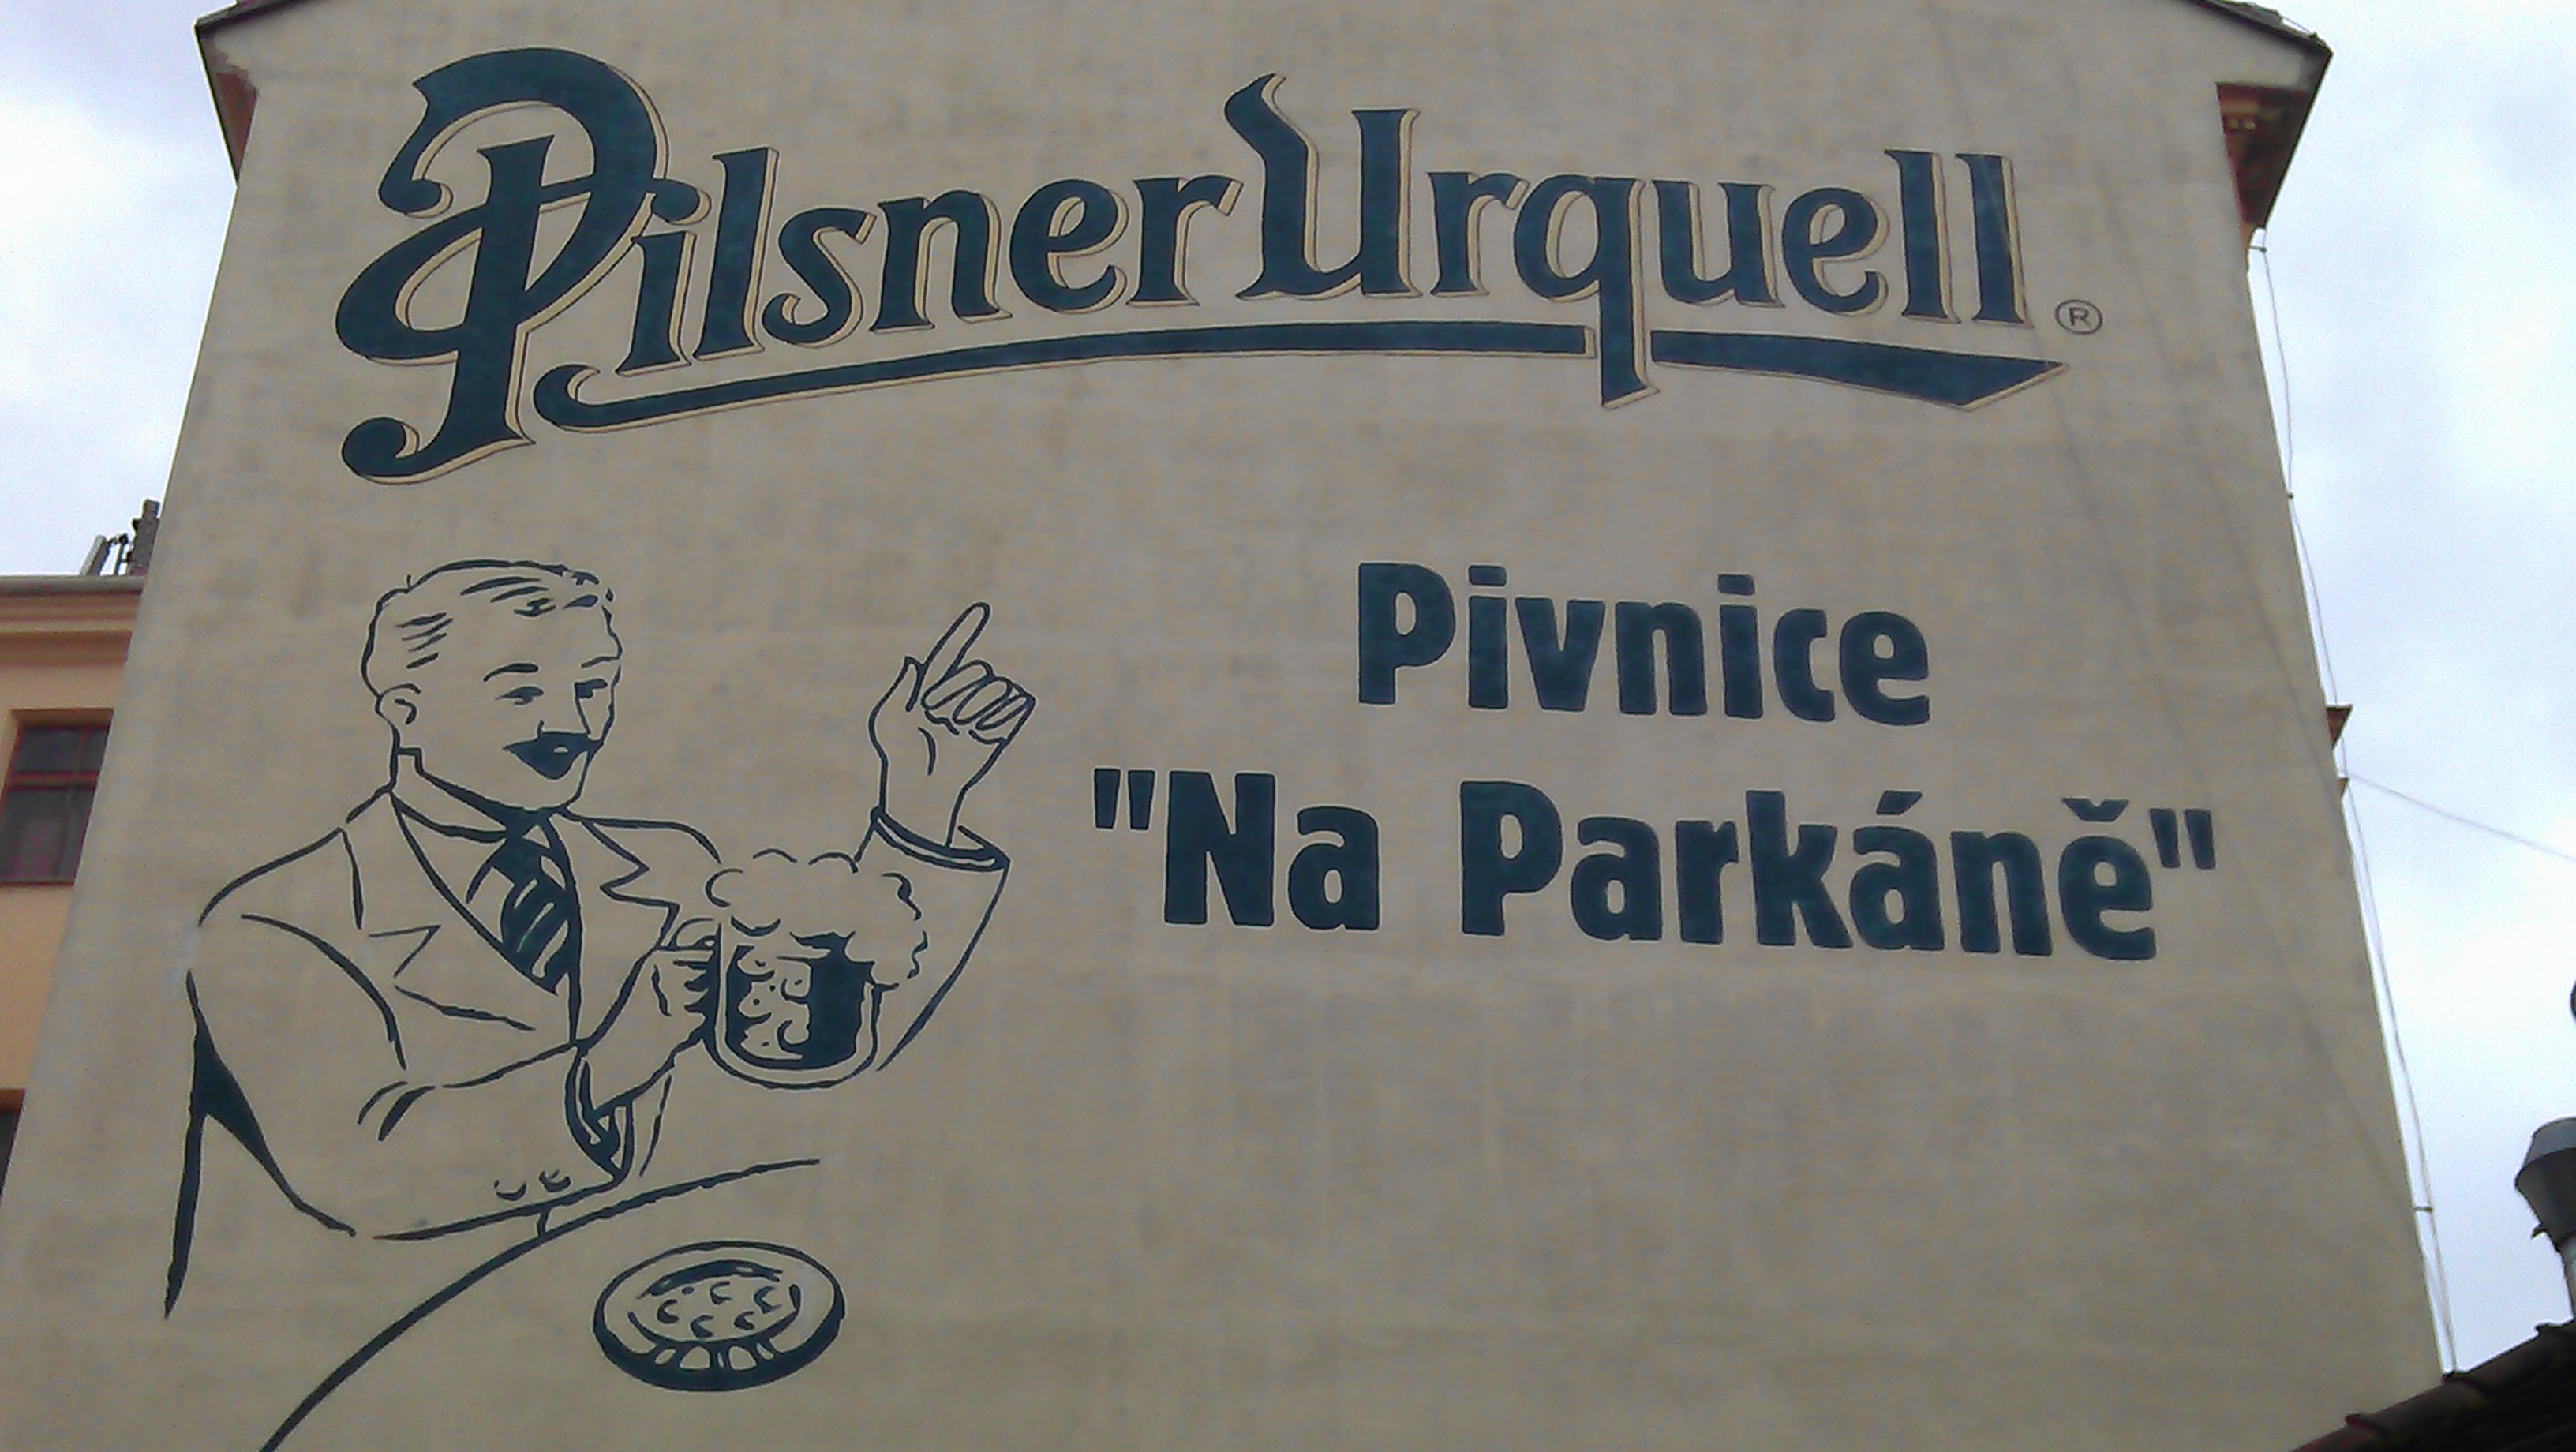 Pilsner Urquell ®
Pivnice
"Na Parkáně"